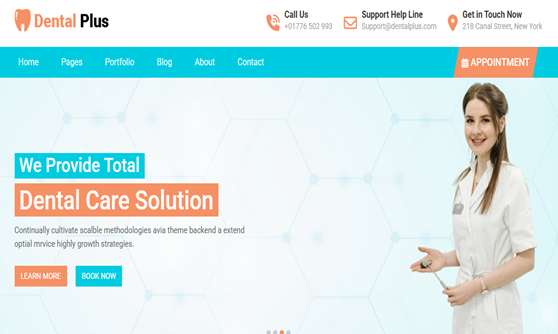 Dental Plus
Call Us
+01776 502 993
Support Help Line
Support@dentalplus.com
Get in Touch Now
218 Canal Street, New York
Home Pages Portfolio Blog About Contact
APPOINTMENT
We Provide Total
Dental Care Solution
Continually cultivate scalble methodologies avia theme backend a extend
optial mrvice highly growth strategies.
LEARN MORE BOOK NOW